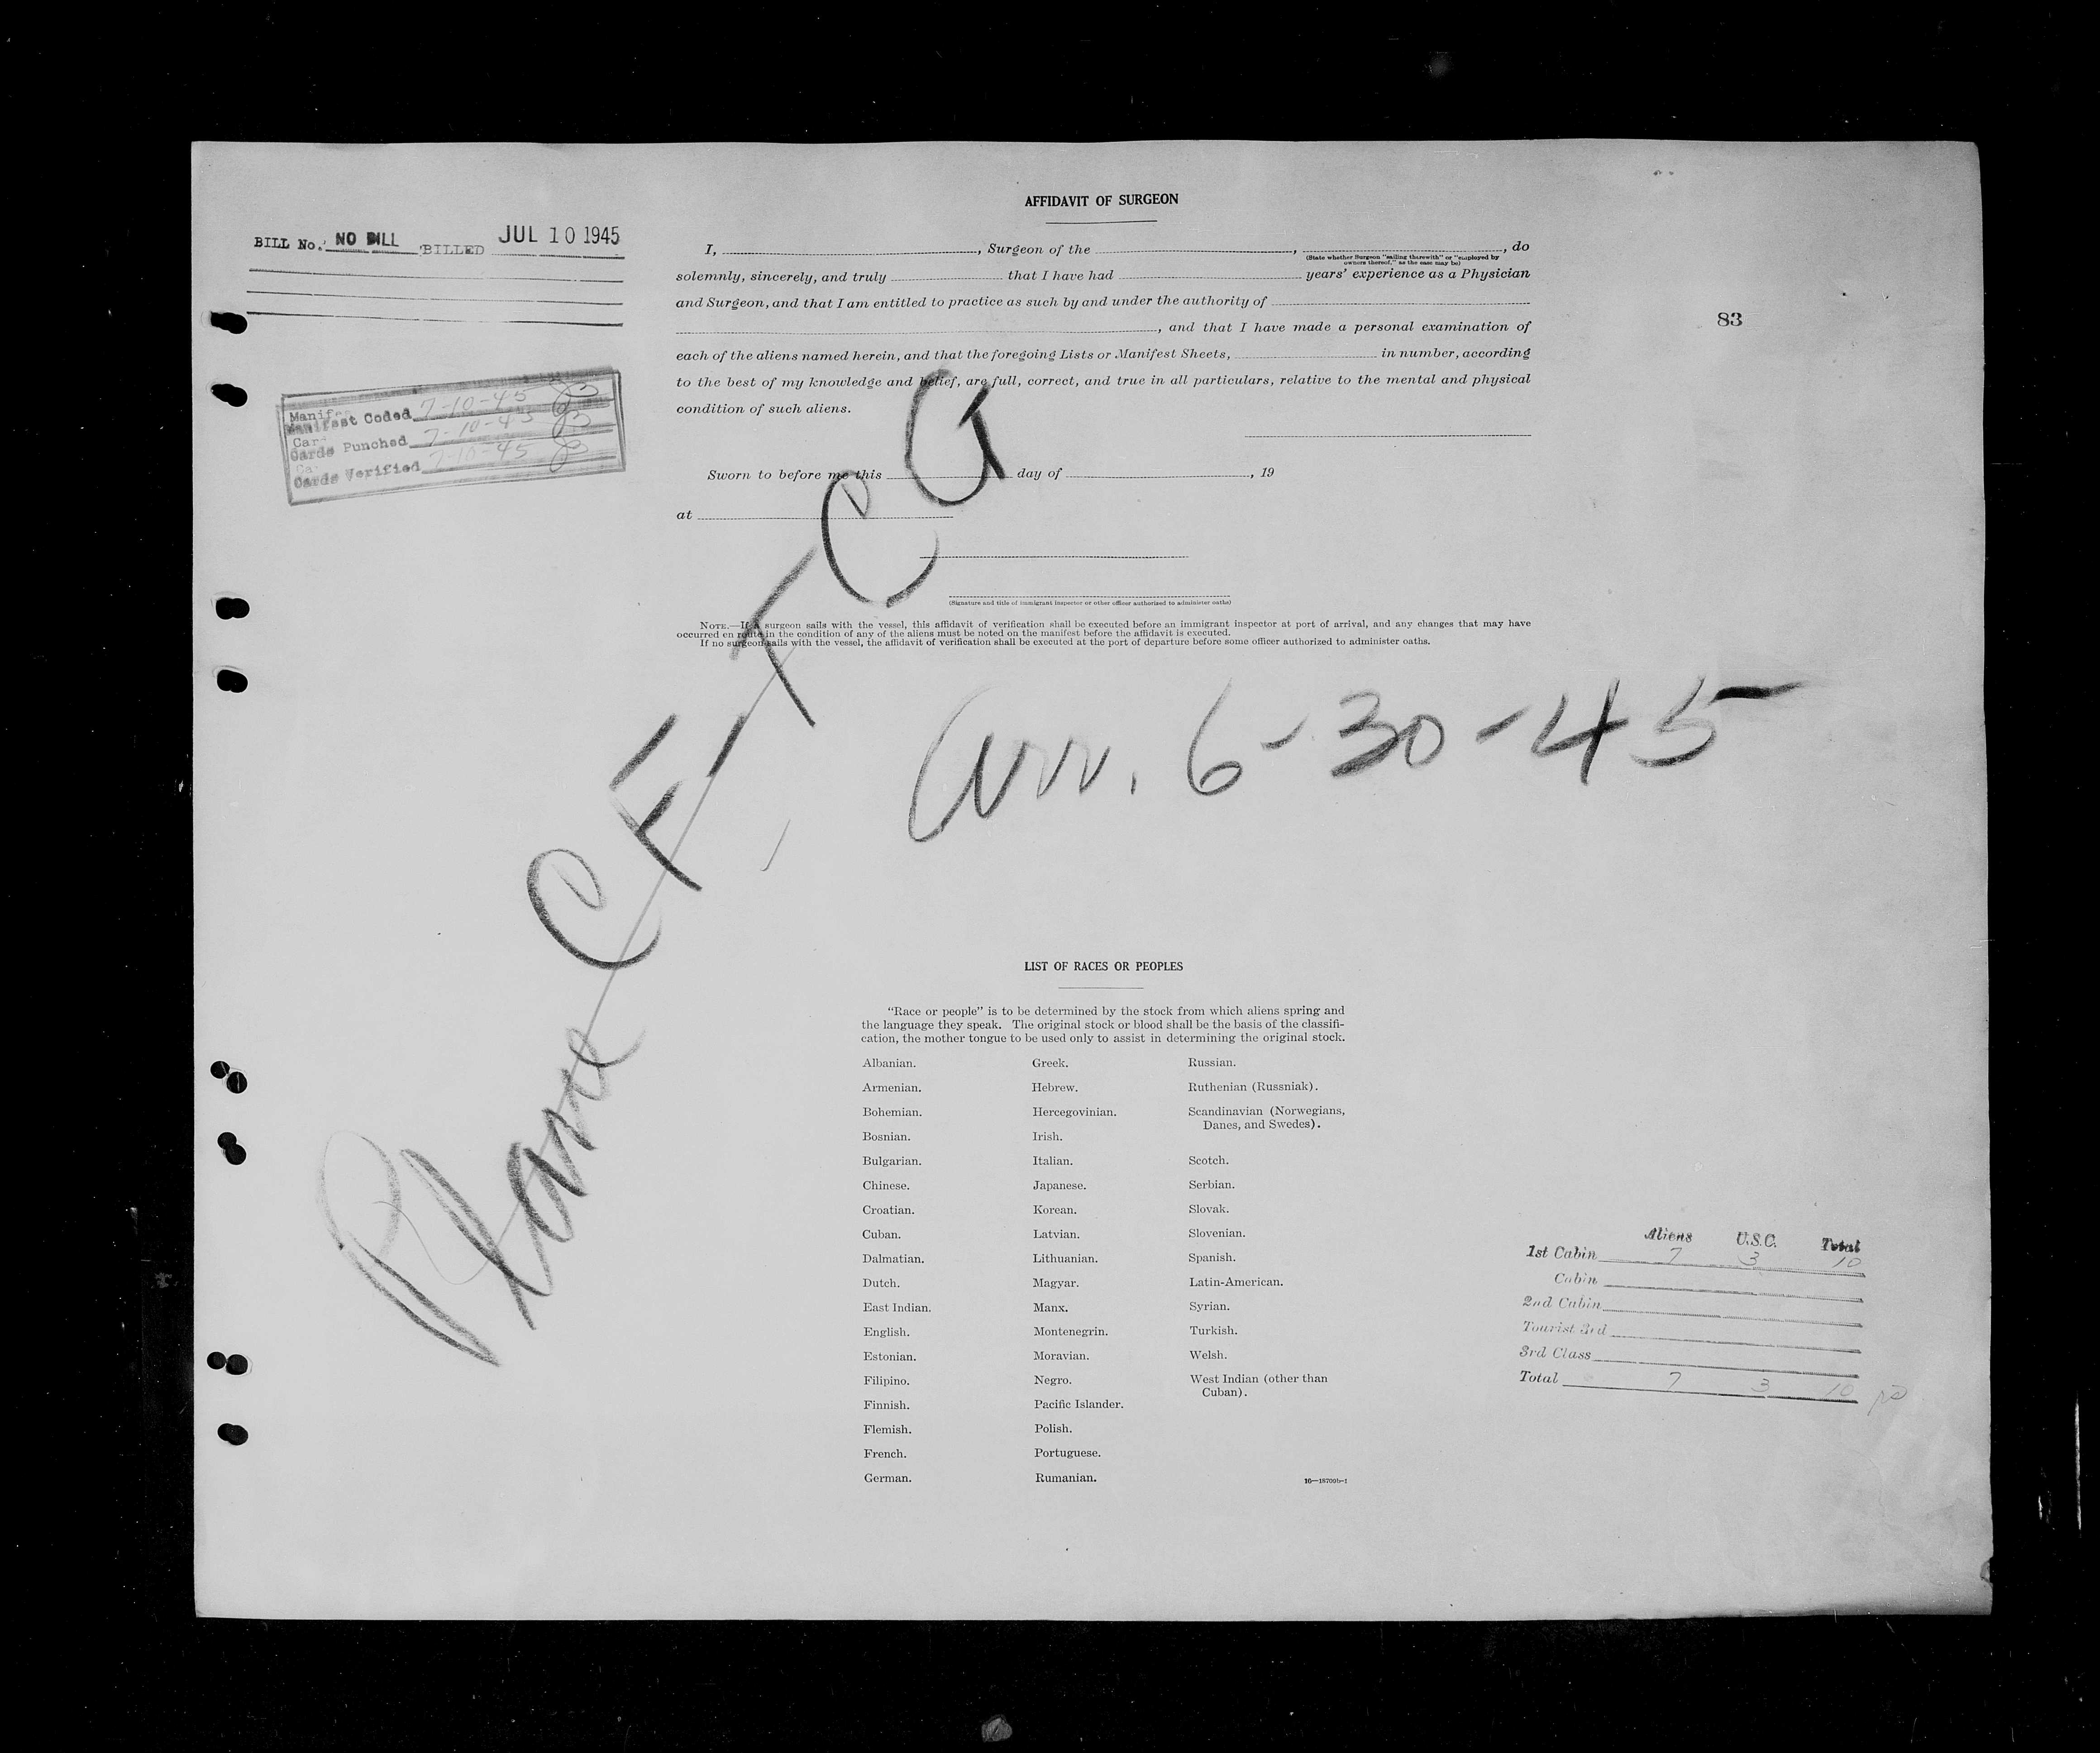 AFFIDAVIT OF SURGEON
BILL No. NO BILL BILLED JUL 10 1945
I, , Surgeon of the , , do
(State whether Surgeon "sailing therewith" or "employed by
owners thereof," as the case may be)
solemnly, sincerely, and truly that I have had years' experience as a Physician
and Surgeon, and that I am entitled to practice as such by and under the authority of
, and that I have made a personal examination of
83
each of the aliens named herein, and that the foregoing Lists or Manifest Sheets, in number, according
to the best of my knowledge and belief, are full, correct, and true in all particulars, relative to the mental and physical
condition of such aliens.
Manifest Coded 7-10-45
Cards Punched 7-10-45
Cards Verified 7-10-45
Sworn to before me this day of , 19
at
(Signature and title of immigrant inspector or other officer authorized to administer oaths)
NOTE.—If a surgeon sails with the vessel, this affidavit of verification shall be executed before an immigrant inspector at port of arrival, and any changes that may have
occurred en route in the condition of any of the aliens must be noted on the manifest before the affidavit is executed.
If no surgeon sails with the vessel, the affidavit of verification shall be executed at the port of departure before some officer authorized to administer oaths.
Plane CF-TCG
Arr. 6-30-45
LIST OF RACES OR PEOPLES
"Race or people" is to be determined by the stock from which aliens spring and
the language they speak. The original stock or blood shall be the basis of the classifi-
cation, the mother tongue to be used only to assist in determining the original stock.
Albanian.
Armenian.
Bohemian.
Bosnian.
Bulgarian.
Chinese.
Croatian.
Cuban.
Dalmatian.
Dutch.
East Indian.
English.
Estonian.
Filipino.
Finnish.
Flemish.
French.
German.
Greek.
Hebrew.
Hercegovinian.
Irish.
Italian.
Japanese.
Korean.
Latvian.
Lithuanian.
Magyar.
Manx.
Montenegrin.
Moravian.
Negro.
Pacific Islander.
Polish.
Portuguese.
Rumanian.
Russian.
Ruthenian (Russniak).
Scandinavian (Norwegians,
Danes, and Swedes).
Scotch.
Serbian.
Slovak.
Slovenian.
Spanish.
Latin-American.
Syrian.
Turkish.
Welsh.
West Indian (other than
Cuban).
16—18700b-1
Aliens U.S.C. Total
1st Cabin 7 3 10
Cabin
2nd Cabin
Tourist 3rd
3rd Class
Total 7 3 10